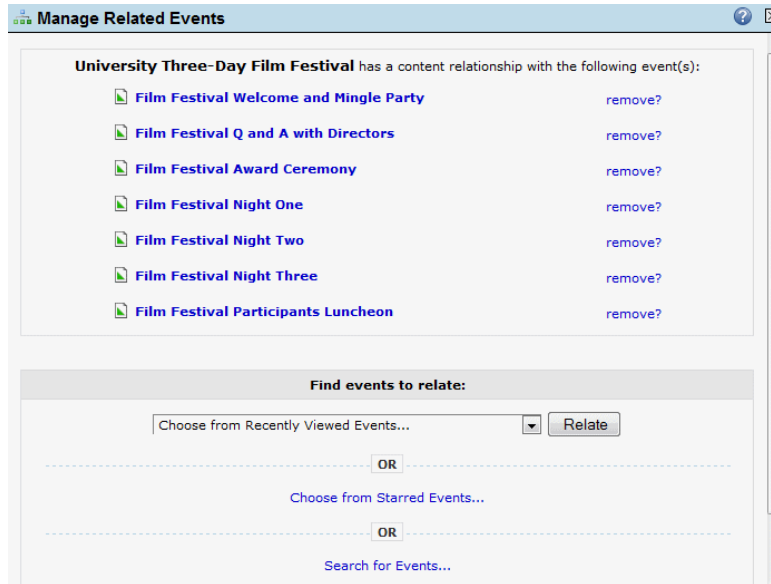 Manage Related Events
University Three-Day Film Festival has a content relationship with the following event(s):
Film Festival Welcome and Mingle Party remove?
Film Festival Q and A with Directors remove?
Film Festival Award Ceremony remove?
Film Festival Night One remove?
Film Festival Night Two remove?
Film Festival Night Three remove?
Film Festival Participants Luncheon remove?
Find events to relate:
Choose from Recently Viewed Events... Relate
OR
Choose from Starred Events...
OR
Search for Events...